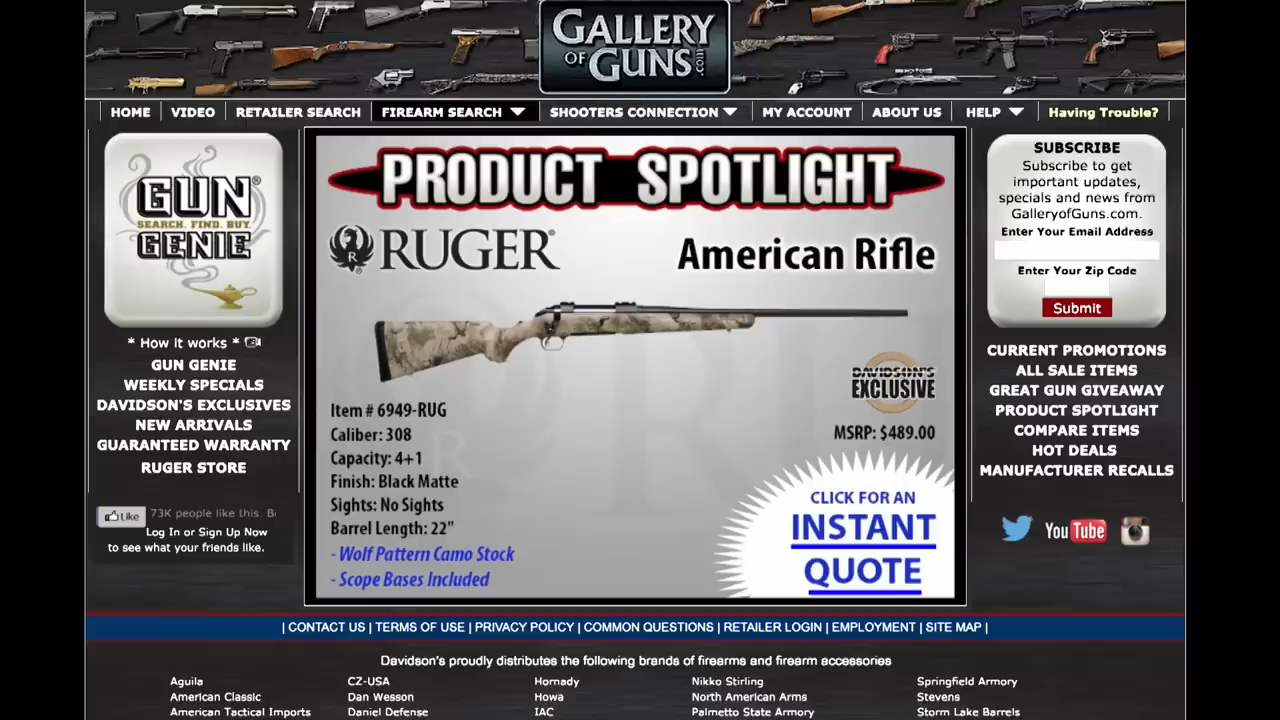 GALLERY
OF GUNS.com
HOME
VIDEO
RETAILER SEARCH
FIREARM SEARCH
SHOOTERS CONNECTION
MY ACCOUNT
ABOUT US
HELP
Having Trouble?
GUN®
SEARCH. FIND. BUY.
GENIE
* How it works *
GUN GENIE
WEEKLY SPECIALS
DAVIDSON'S EXCLUSIVES
NEW ARRIVALS
GUARANTEED WARRANTY
RUGER STORE
Like 73K people like this. Be
Log In or Sign Up Now
to see what your friends like.
PRODUCT SPOTLIGHT
RUGER®
American Rifle
DAVIDSON'S
EXCLUSIVE
Item # 6949-RUG
Caliber: 308
Capacity: 4+1
Finish: Black Matte
Sights: No Sights
Barrel Length: 22"
- Wolf Pattern Camo Stock
- Scope Bases Included
MSRP: $489.00
CLICK FOR AN
INSTANT
QUOTE
SUBSCRIBE
Subscribe to get
important updates,
specials and news from
GalleryofGuns.com.
Enter Your Email Address
Enter Your Zip Code
Submit
CURRENT PROMOTIONS
ALL SALE ITEMS
GREAT GUN GIVEAWAY
PRODUCT SPOTLIGHT
COMPARE ITEMS
HOT DEALS
MANUFACTURER RECALLS
YouTube
| CONTACT US | TERMS OF USE | PRIVACY POLICY | COMMON QUESTIONS | RETAILER LOGIN | EMPLOYMENT | SITE MAP |
Davidson's proudly distributes the following brands of firearms and firearm accessories
Aguila CZ-USA Hornady Nikko Stirling Springfield Armory
American Classic Dan Wesson Howa North American Arms Stevens
American Tactical Imports Daniel Defense IAC Palmetto State Armory Storm Lake Barrels